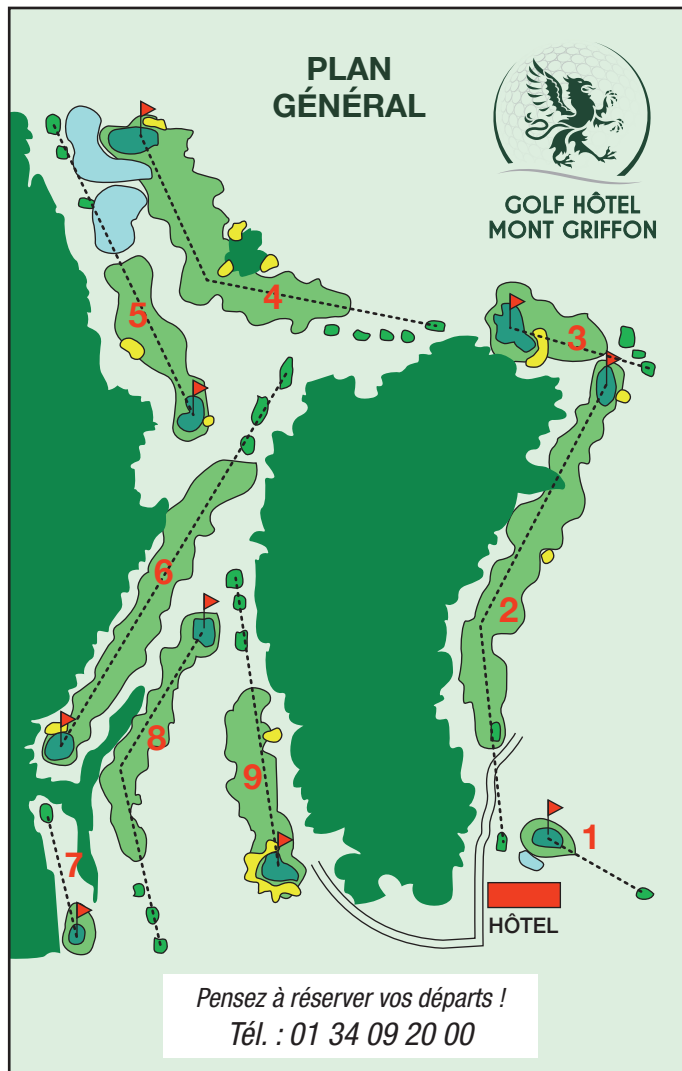 PLAN
GÉNÉRAL
GOLF HÔTEL
MONT GRIFFON
4
5
3
6
2
8
9
1
7
HÔTEL
Pensez à réserver vos départs !
Tél. : 01 34 09 20 00